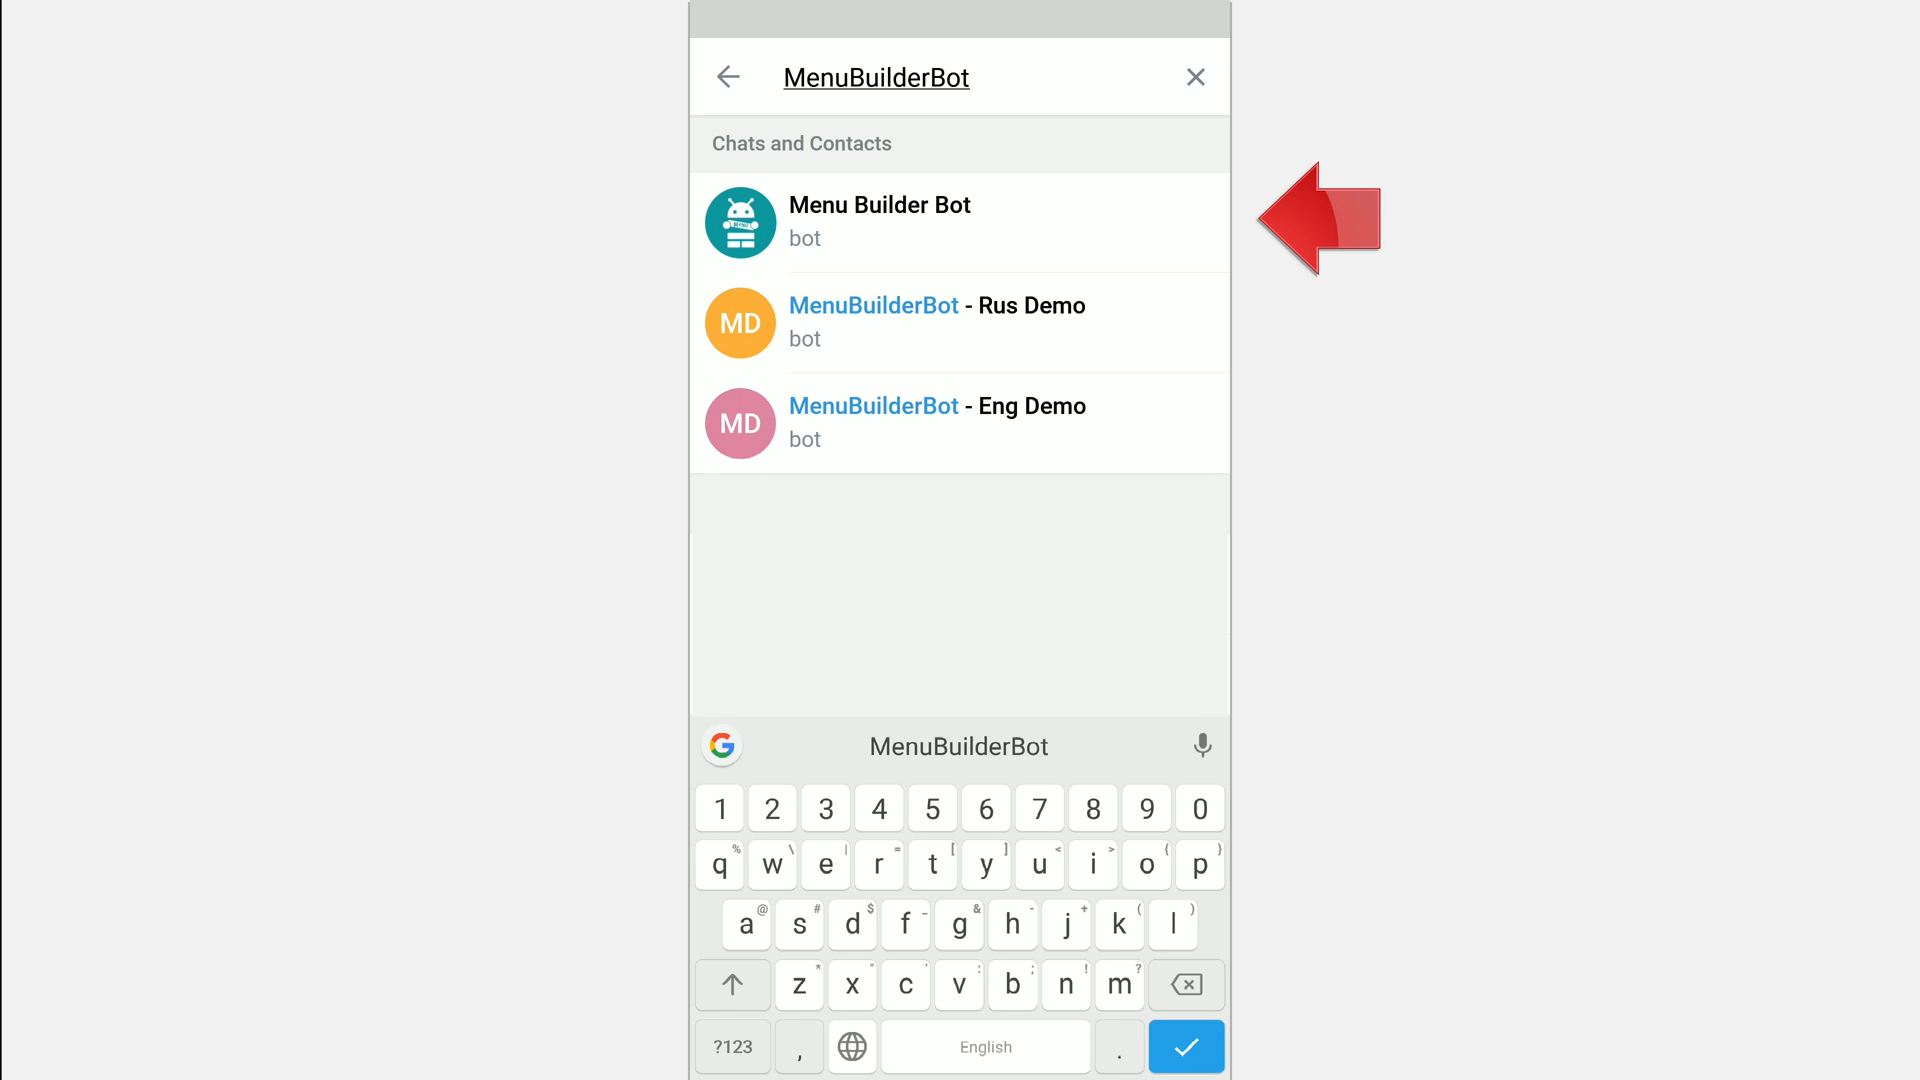 MenuBuilderBot
Chats and Contacts
Menu Builder Bot
bot
MD
MenuBuilderBot - Rus Demo
bot
MD
MenuBuilderBot - Eng Demo
bot
MenuBuilderBot
1 2 3 4 5 6 7 8 9 0
% \ | = [ ] < > { }
q w e r t y u i o p
@ # $ _ & - + ( )
a s d f g h j k l
* " ' : ; ! ?
z x c v b n m
?123 , English .